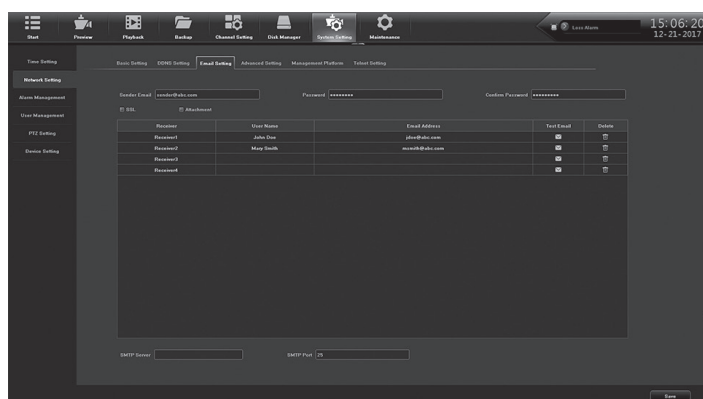 Start Preview Playback Backup Channel Setting Disk Manager System Setting Maintenance
Loss Alarm
15:06:20
12-21-2017
Time Setting
Network Setting
Alarm Management
User Management
PTZ Setting
Device Setting
Basic Setting DDNS Setting Email Setting Advanced Setting Management Platform Telnet Setting
Sender Email sender@abc.com Password ******** Confirm Password *********
SSL Attachment
Receiver User Name Email Address Test Email Delete
Receiver1 John Doe jdoe@abc.com
Receiver2 Mary Smith msmith@abc.com
Receiver3
Receiver4
SMTP Server SMTP Port 25
Save